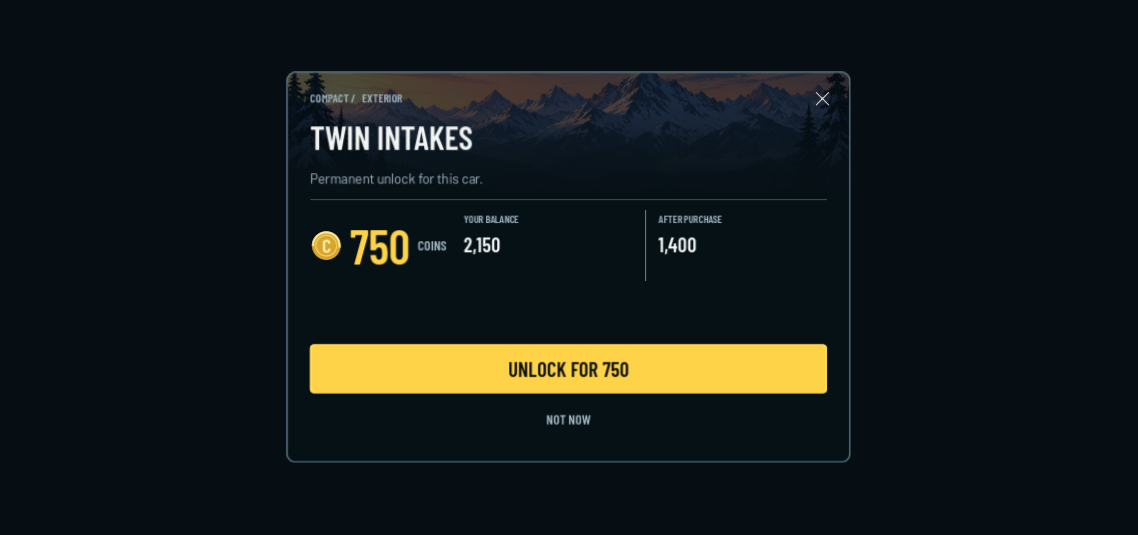 COMPACT / EXTERIOR
TWIN INTAKES
Permanent unlock for this car.
C 750 COINS
YOUR BALANCE
2,150
AFTER PURCHASE
1,400
UNLOCK FOR 750
NOT NOW